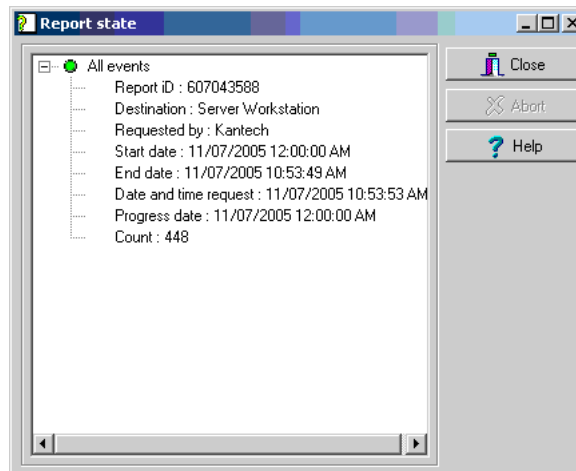 Report state
All events
Report iD : 607043588
Destination : Server Workstation
Requested by : Kantech
Start date : 11/07/2005 12:00:00 AM
End date : 11/07/2005 10:53:49 AM
Date and time request : 11/07/2005 10:53:53 AM
Progress date : 11/07/2005 12:00:00 AM
Count : 448
Close
Abort
Help